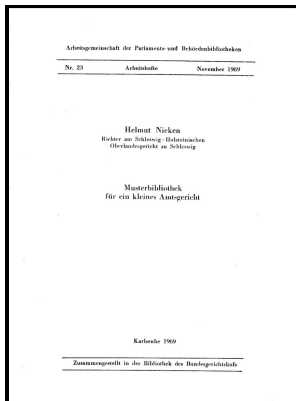 Arbeitsgemeinschaft der Parlaments- und Behördenbibliotheken
Nr. 23 Arbeitshefte November 1969
Helmut Nicken
Richter am Schleswig-Holsteinischen
Oberlandesgericht in Schleswig
Musterbibliothek
für ein kleines Amtsgericht
Karlsruhe 1969
Zusammengestellt in der Bibliothek des Bundesgerichtshofs